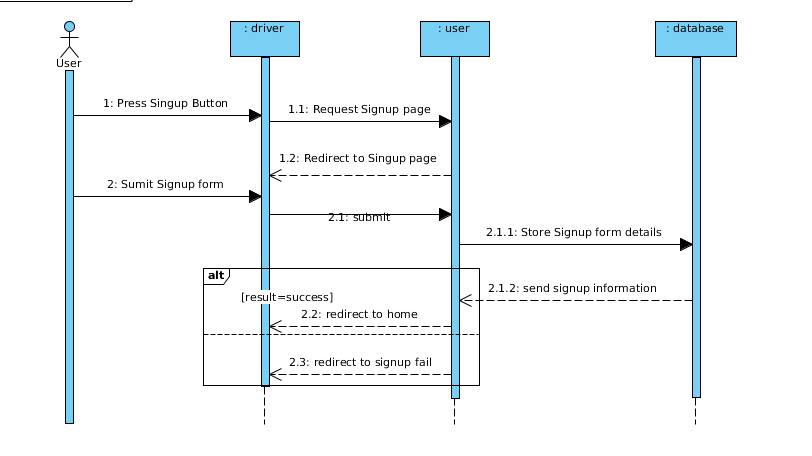 : driver
: user
: database
User
1: Press Singup Button
1.1: Request Signup page
1.2: Redirect to Singup page
2: Sumit Signup form
2.1: submit
2.1.1: Store Signup form details
alt
2.1.2: send signup information
[result=success]
2.2: redirect to home
2.3: redirect to signup fail